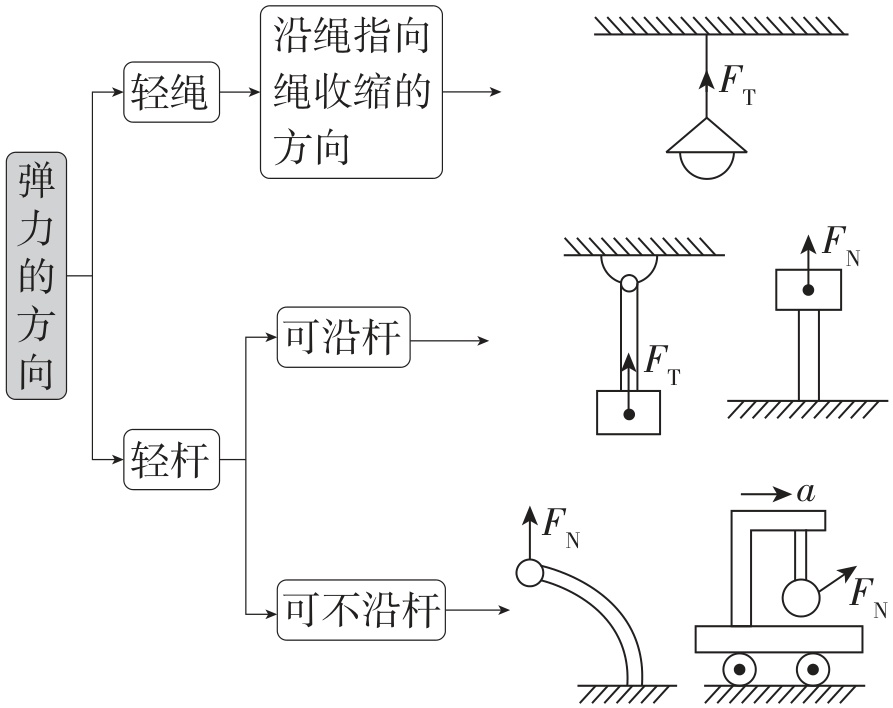 弹力的方向
轻绳
沿绳指向
绳收缩的
方向
F_T
轻杆
可沿杆
F_T
F_N
可不沿杆
F_N
a
F_N